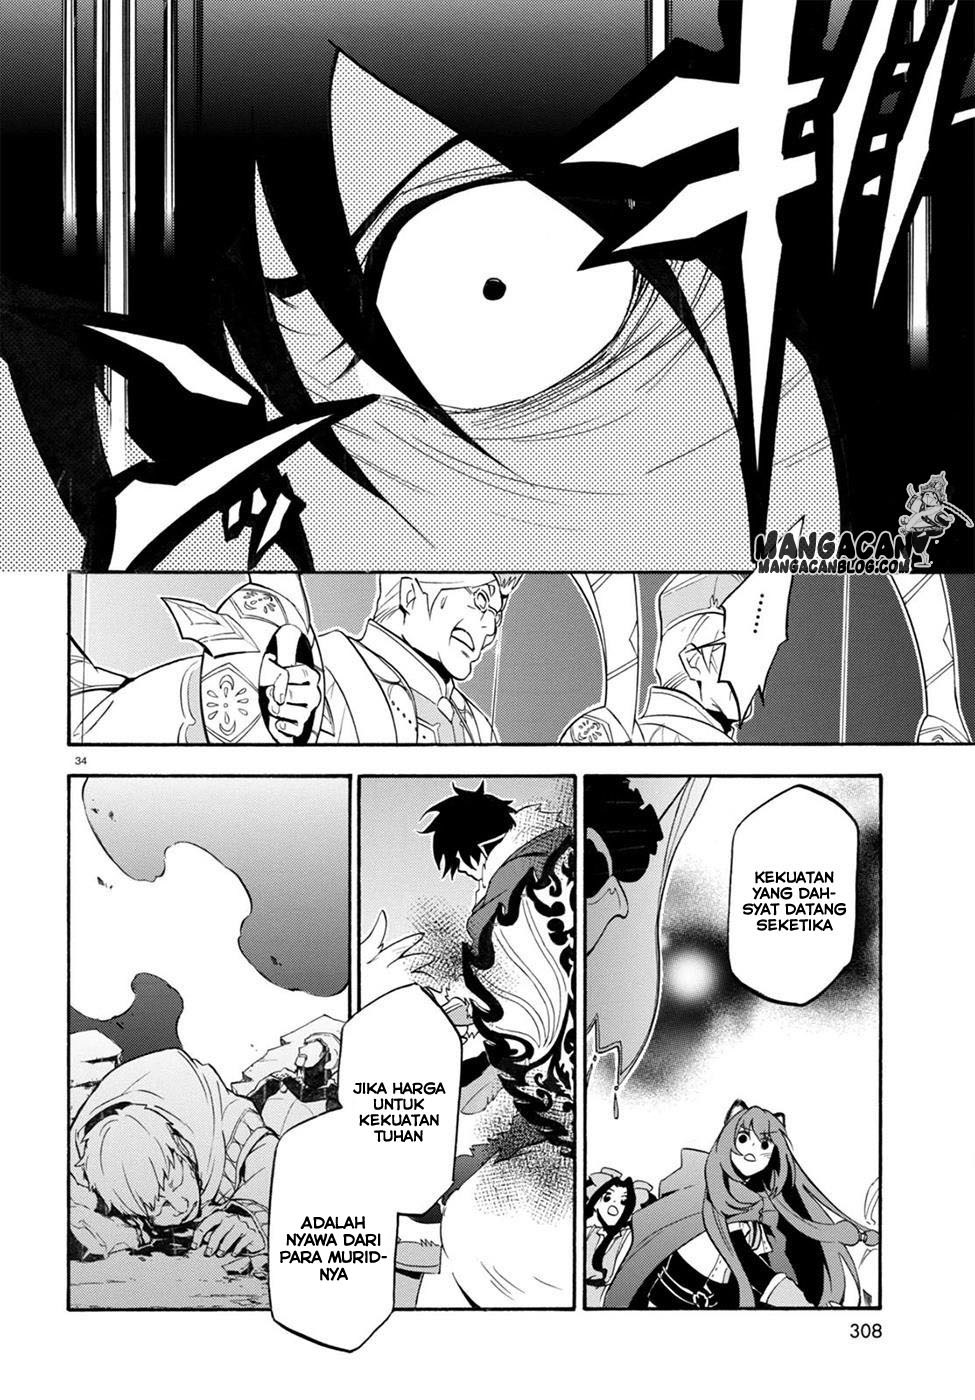 MANGACAN
MANGACANBLOG.COM
......
34
KEKUATAN
YANG DAH-
SYAT DATANG
SEKETIKA
JIKA HARGA
UNTUK
KEKUATAN
TUHAN
ADALAH
NYAWA DARI
PARA MURID-
NYA
308